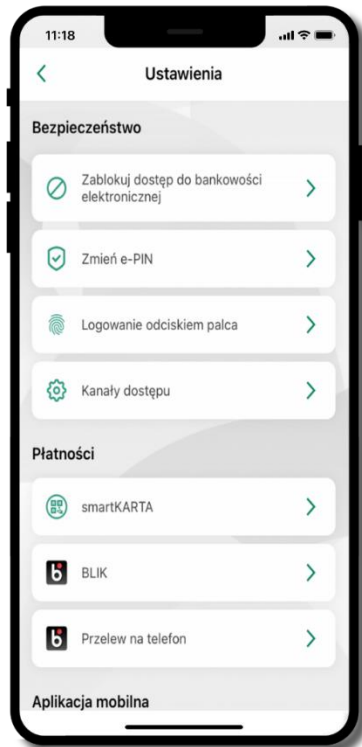 11:18
Ustawienia
Bezpieczeństwo
Zablokuj dostęp do bankowości
elektronicznej
Zmień e-PIN
Logowanie odciskiem palca
Kanały dostępu
Płatności
smartKARTA
BLIK
Przelew na telefon
Aplikacja mobilna